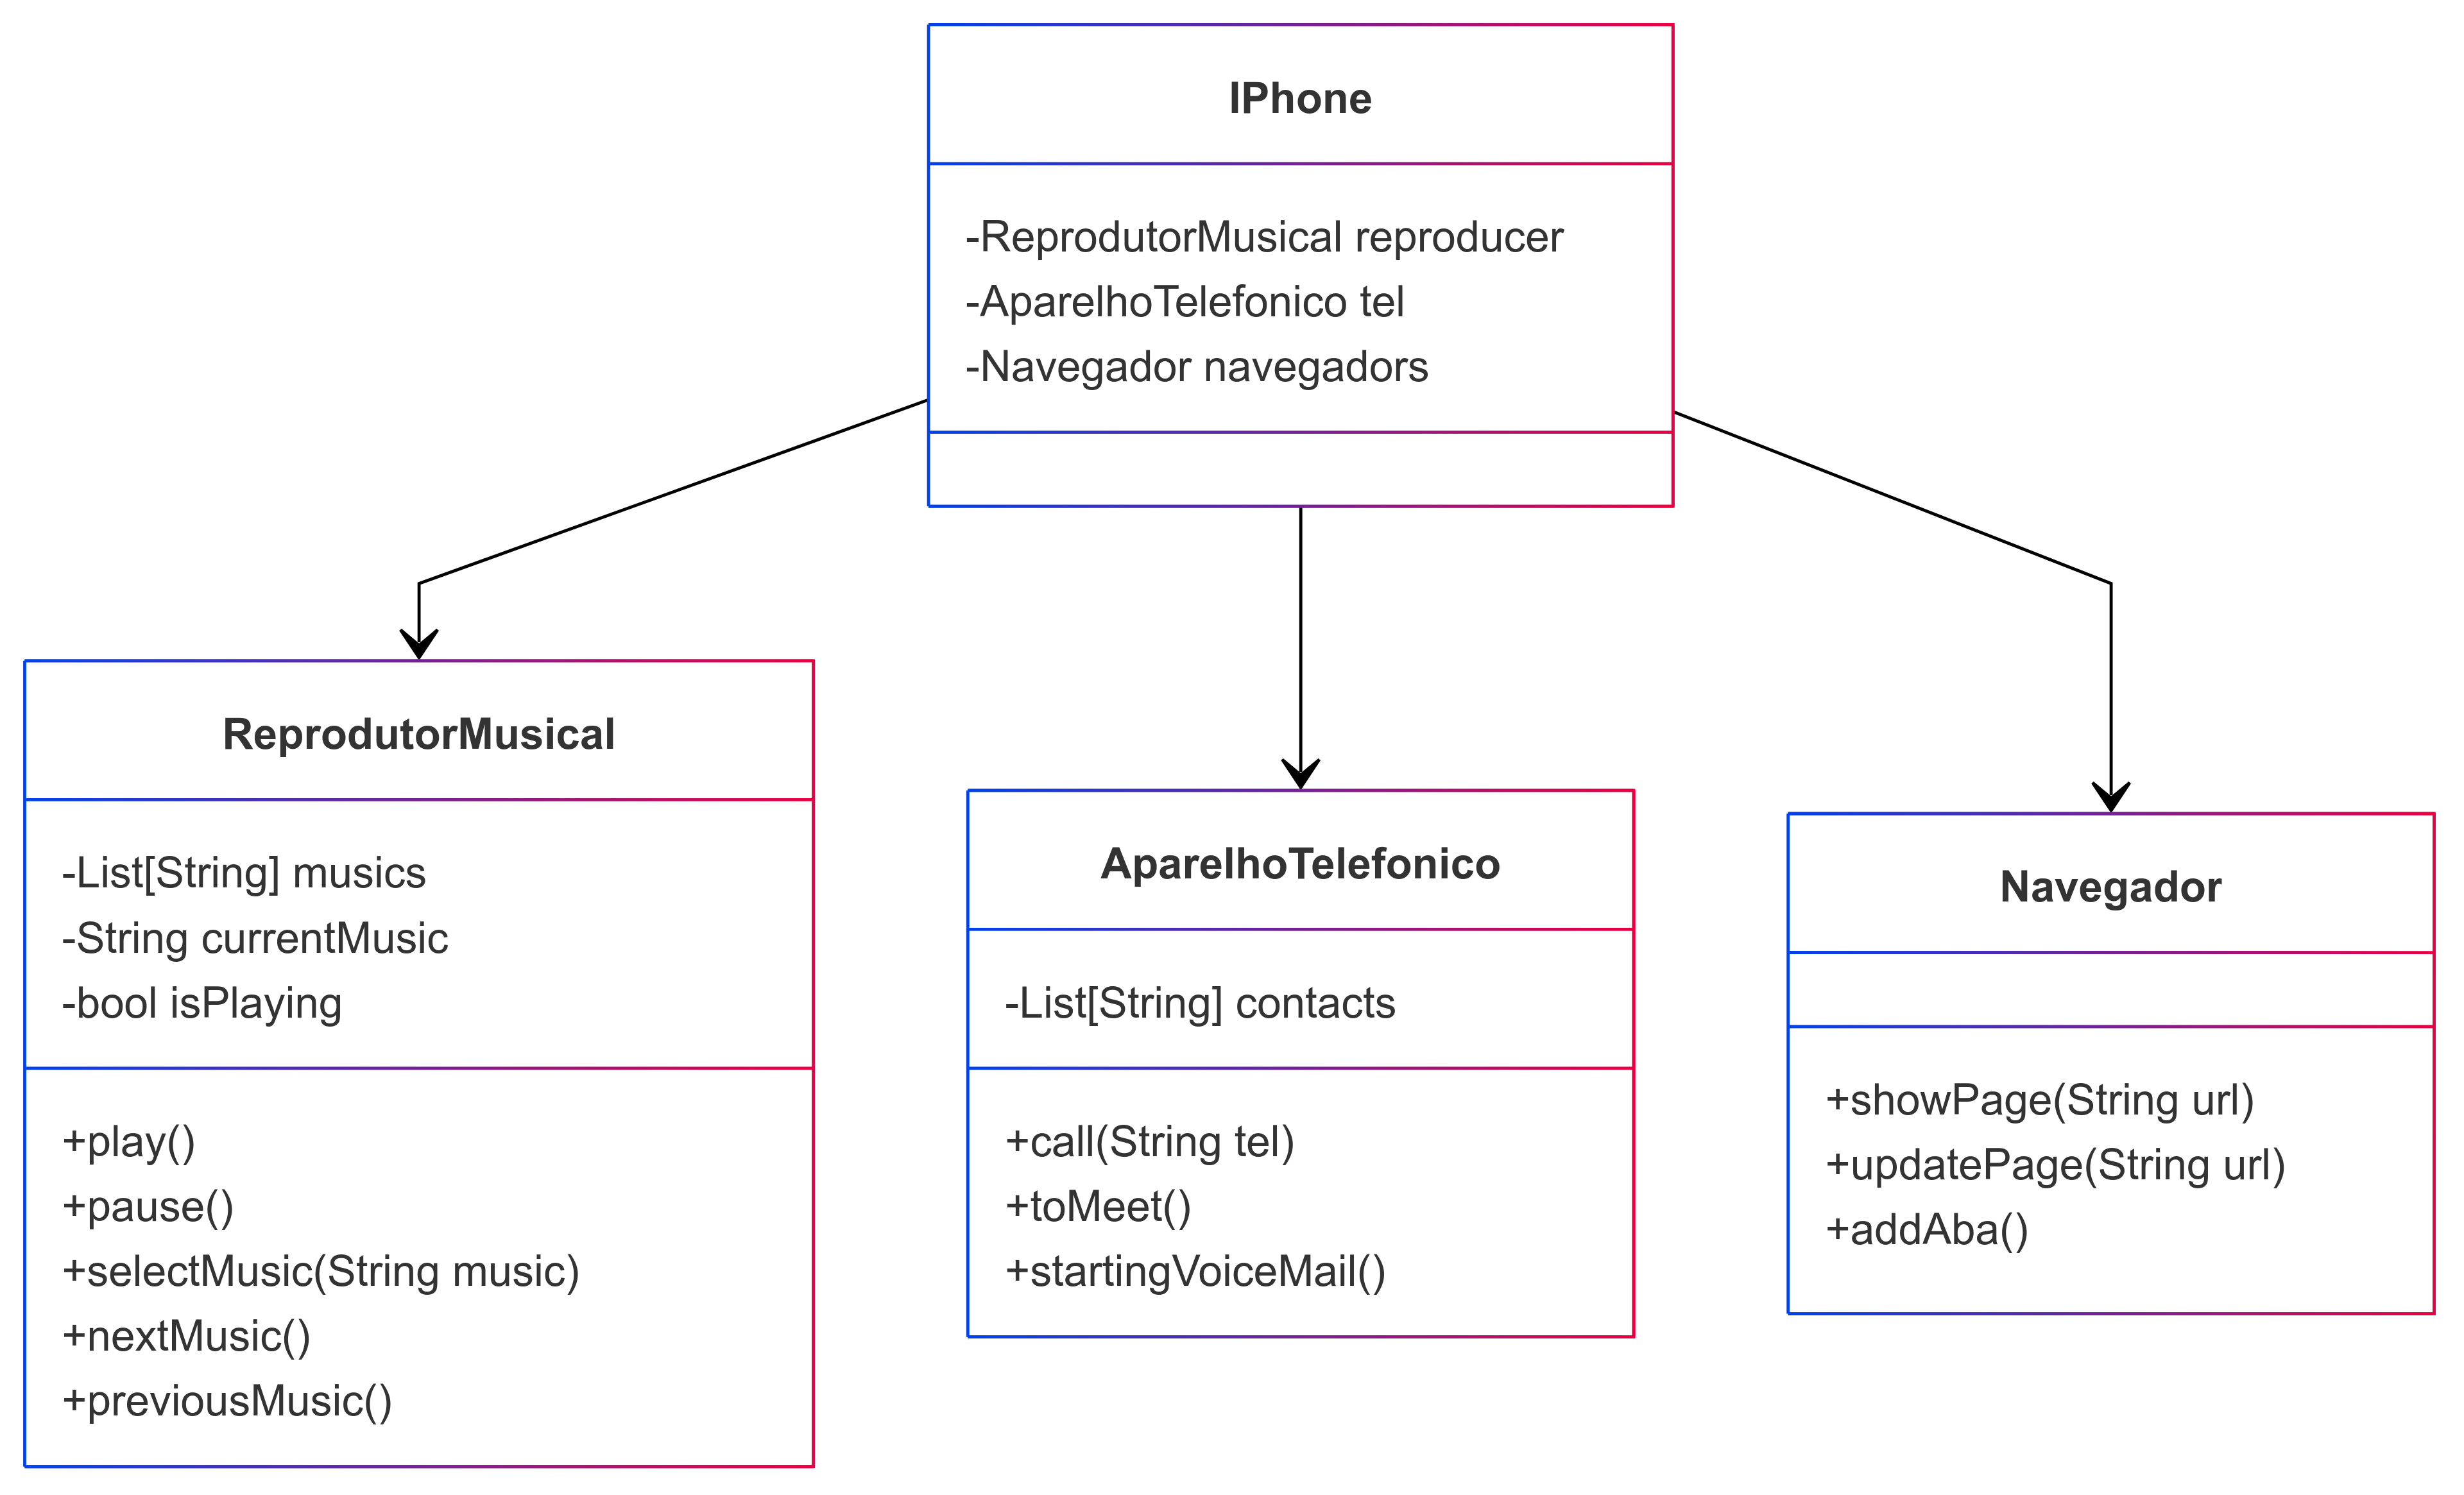 IPhone
-ReprodutorMusical reproducer
-AparelhoTelefonico tel
-Navegador navegadors
ReprodutorMusical
-List[String] musics
-String currentMusic
-bool isPlaying
+play()
+pause()
+selectMusic(String music)
+nextMusic()
+previousMusic()
AparelhoTelefonico
-List[String] contacts
+call(String tel)
+toMeet()
+startingVoiceMail()
Navegador
+showPage(String url)
+updatePage(String url)
+addAba()